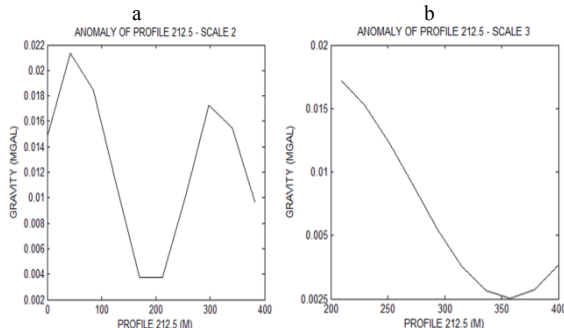 a
ANOMALY OF PROFILE 212.5 - SCALE 2
0.022
0.02
0.018
0.016
0.014
0.012
0.01
0.008
0.006
0.004
0.002
GRAVITY (MGAL)
0 100 200 300 400
PROFILE 212.5 (M)
b
ANOMALY OF PROFILE 212.5 - SCALE 3
0.02
0.015
0.01
0.005
0.0025
GRAVITY (MGAL)
200 250 300 350 400
PROFILE 212.5 (M)